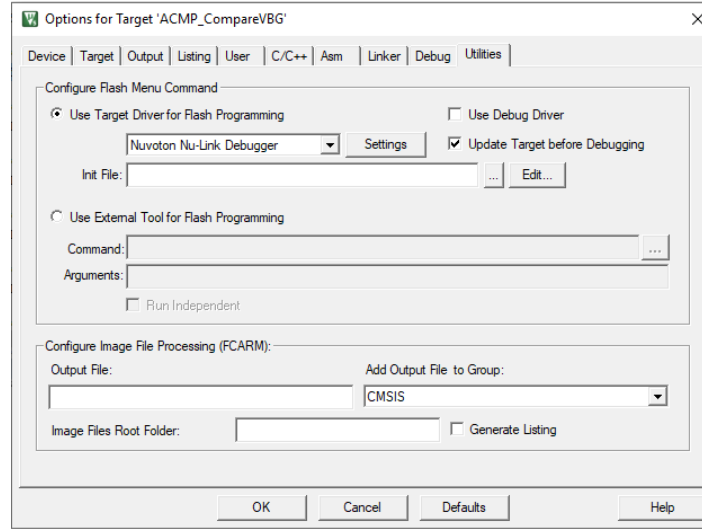 Options for Target 'ACMP_CompareVBG'
Device Target Output Listing User C/C++ Asm Linker Debug Utilities
Configure Flash Menu Command
Use Target Driver for Flash Programming Use Debug Driver
Nuvoton Nu-Link Debugger Settings Update Target before Debugging
Init File: ... Edit...
Use External Tool for Flash Programming
Command: ...
Arguments:
Run Independent
Configure Image File Processing (FCARM):
Output File: Add Output File to Group:
CMSIS
Image Files Root Folder: Generate Listing
OK Cancel Defaults Help